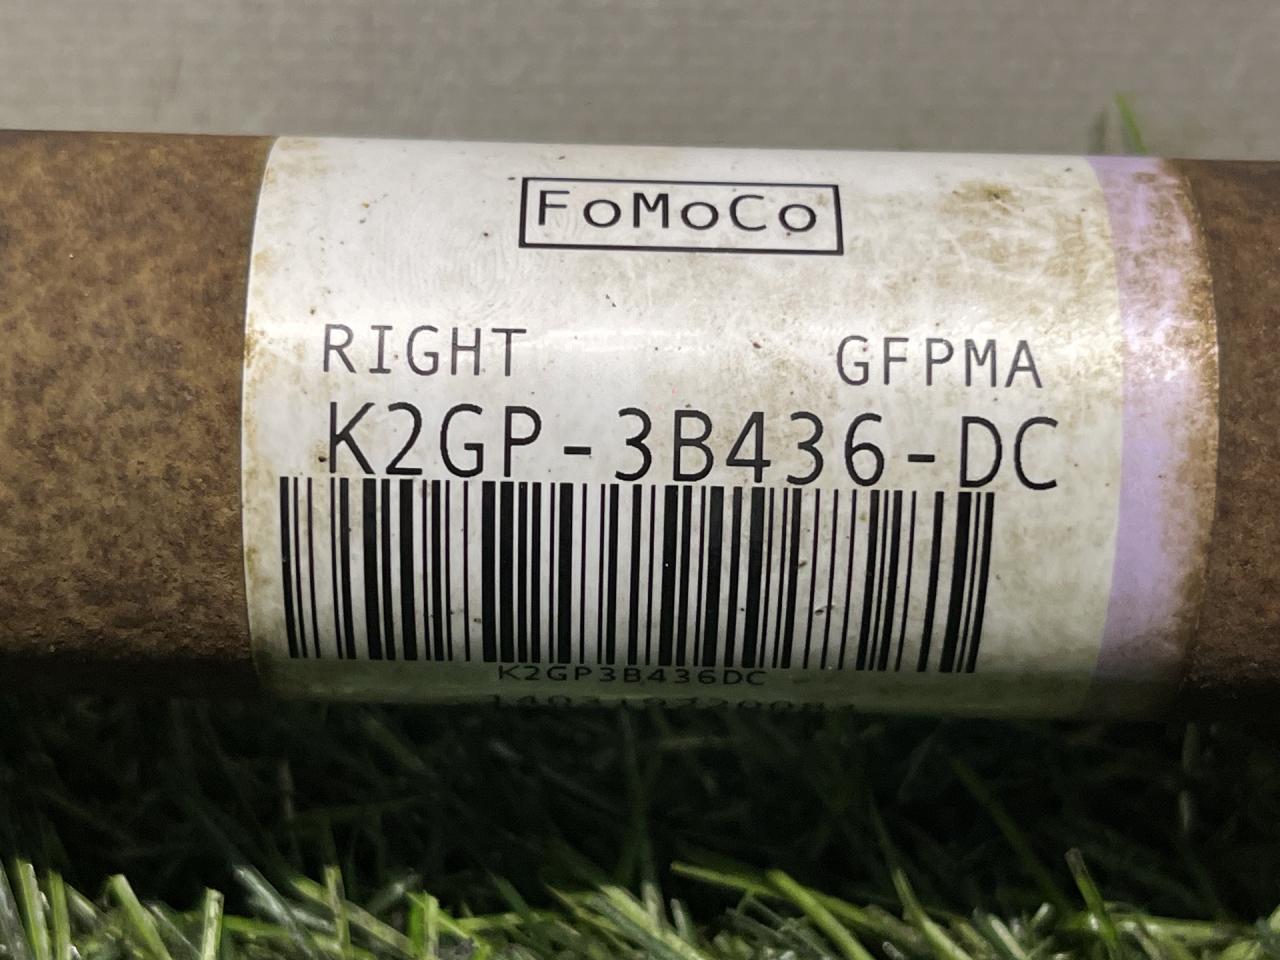 FoMoCo
RIGHT GFPMA
K2GP-3B436-DC
K2GP3B436DC